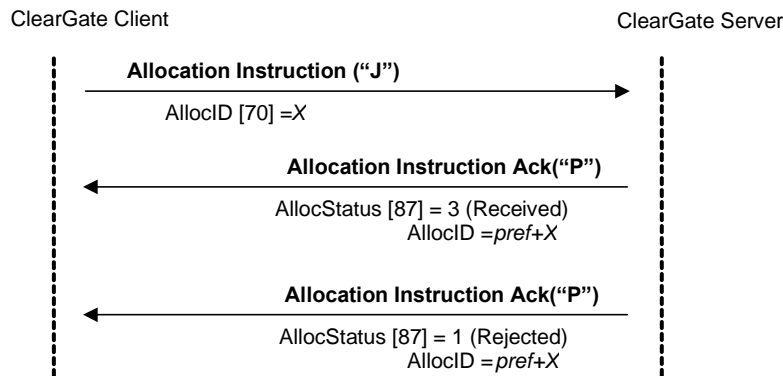 ClearGate Client
ClearGate Server
Allocation Instruction (“J”)
AllocID [70] =X
Allocation Instruction Ack(“P”)
AllocStatus [87] = 3 (Received)
AllocID =pref+X
Allocation Instruction Ack(“P”)
AllocStatus [87] = 1 (Rejected)
AllocID =pref+X